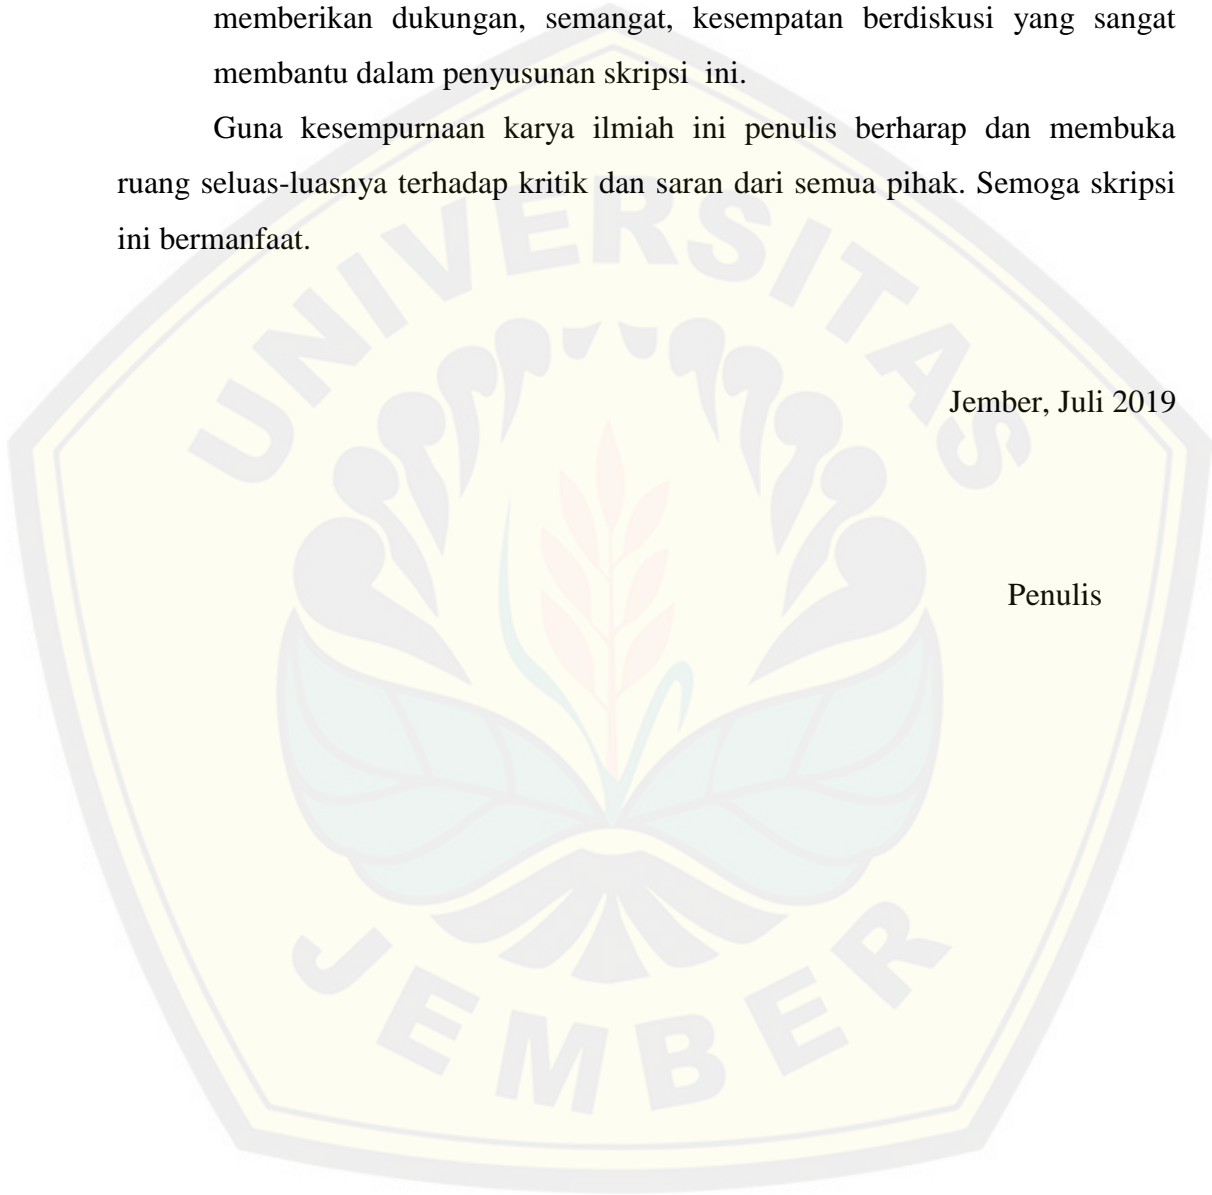 memberikan dukungan, semangat, kesempatan berdiskusi yang sangat
membantu dalam penyusunan skripsi ini.
Guna kesempurnaan karya ilmiah ini penulis berharap dan membuka
ruang seluas-luasnya terhadap kritik dan saran dari semua pihak. Semoga skripsi
ini bermanfaat.
UNIVERSITAS
Jember, Juli 2019
Penulis
JEMBER